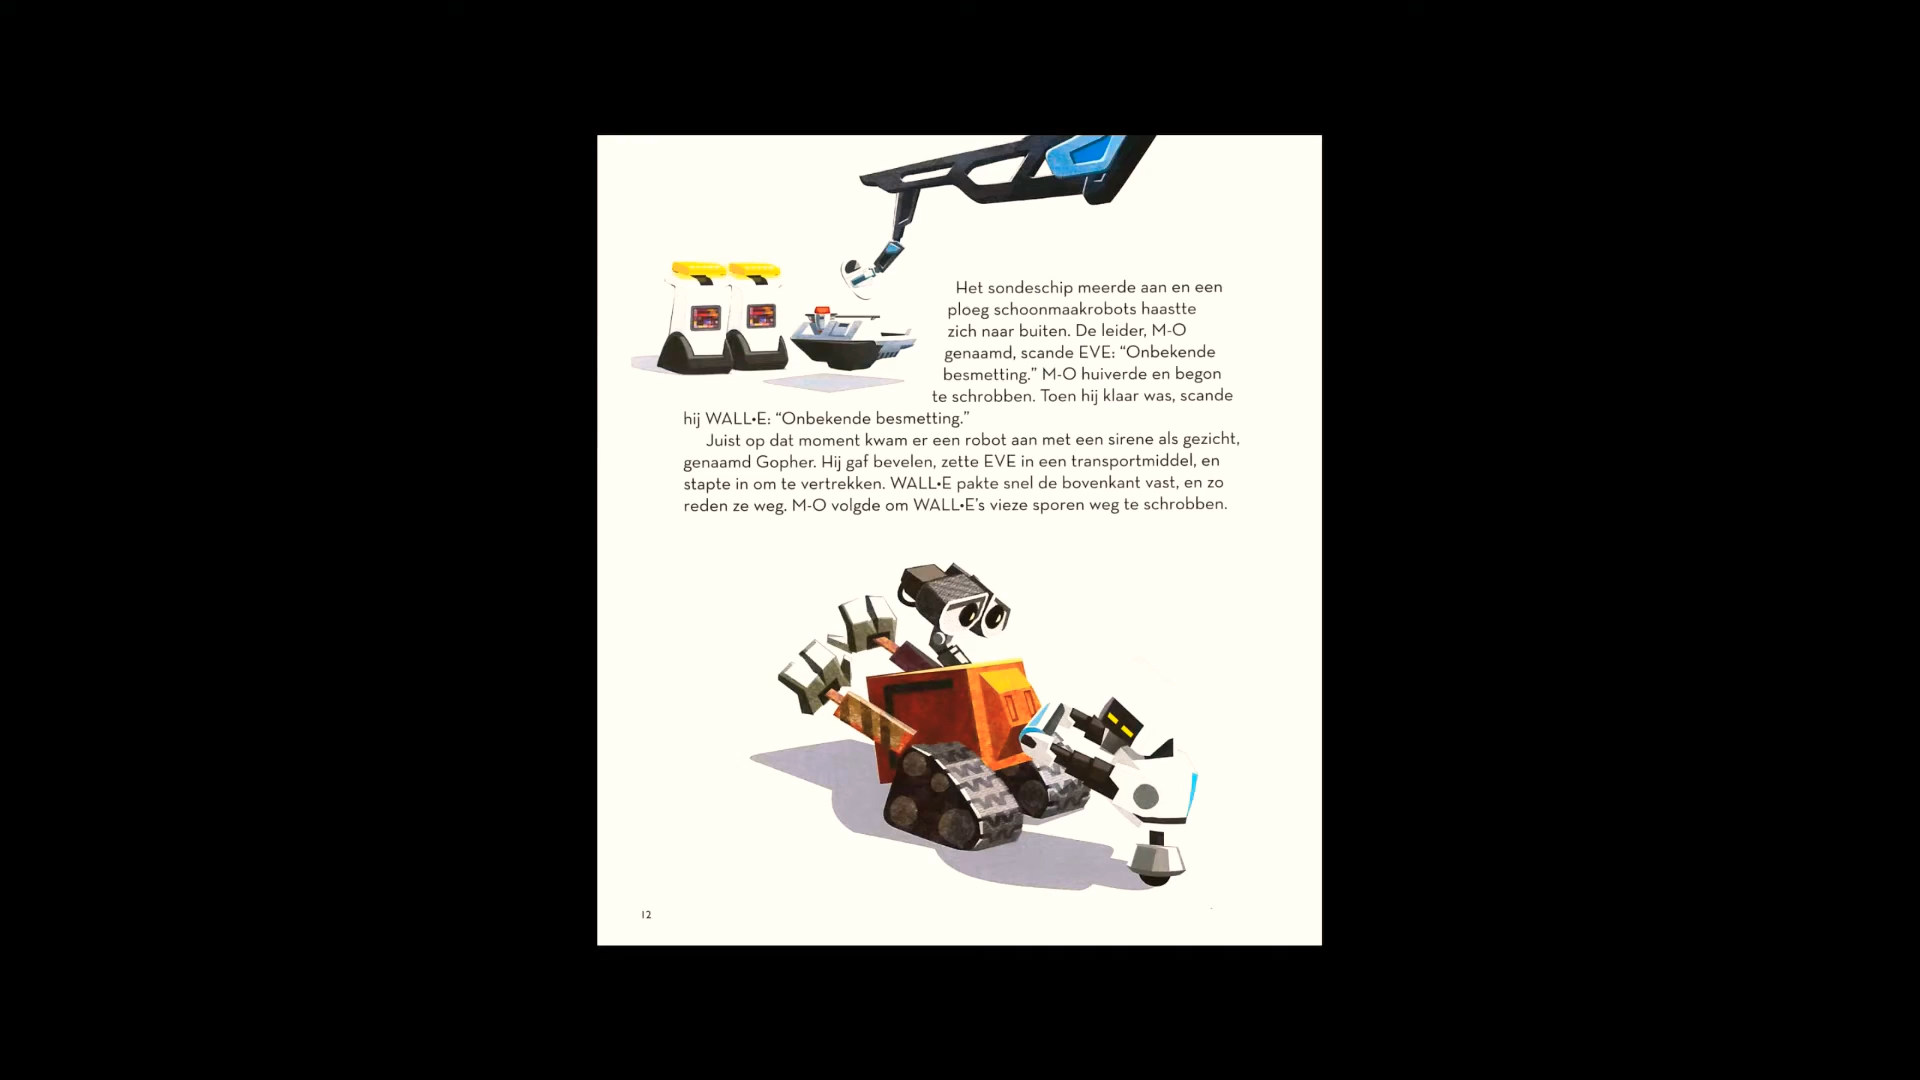 Het sondeschip meerde aan en een
ploeg schoonmaakrobots haastte
zich naar buiten. De leider, M-O
genaamd, scande EVE: “Onbekende
besmetting.” M-O huiverde en begon
te schrobben. Toen hij klaar was, scande
hij WALL•E: “Onbekende besmetting.”
Juist op dat moment kwam er een robot aan met een sirene als gezicht,
genaamd Gopher. Hij gaf bevelen, zette EVE in een transportmiddel, en
stapte in om te vertrekken. WALL•E pakte snel de bovenkant vast, en zo
reden ze weg. M-O volgde om WALL•E’s vieze sporen weg te schrobben.
12